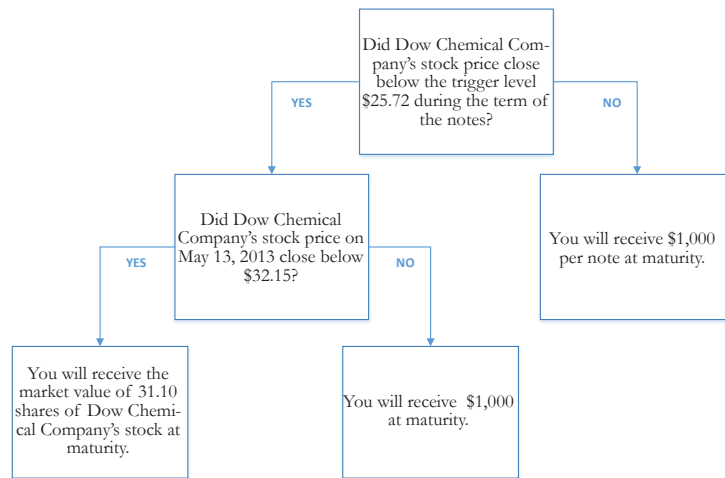 Did Dow Chemical Com-
pany's stock price close
below the trigger level
$25.72 during the term of
the notes?
YES
NO
Did Dow Chemical
Company's stock price on
May 13, 2013 close below
$32.15?
You will receive $1,000
per note at maturity.
YES
NO
You will receive the
market value of 31.10
shares of Dow Chemi-
cal Company's stock at
maturity.
You will receive $1,000
at maturity.